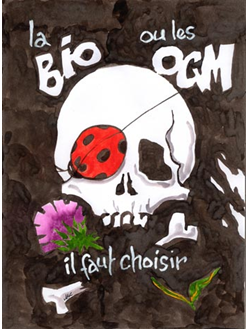 la ou les
BiO OGM
il faut choisir